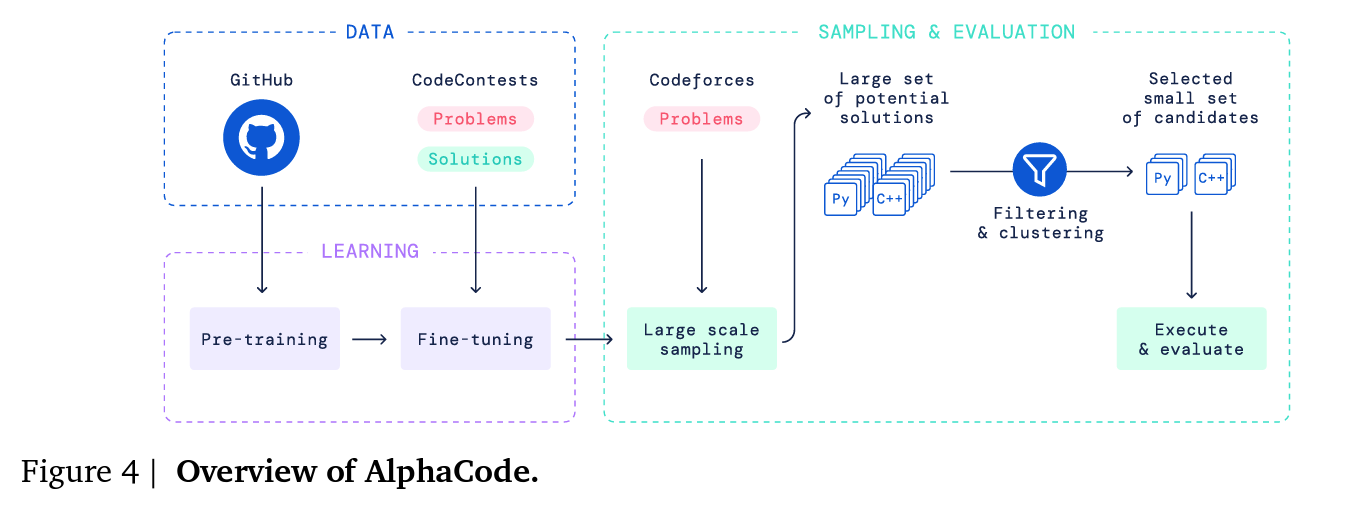 DATA
GitHub
CodeContests
Problems
Solutions
LEARNING
Pre-training
Fine-tuning
SAMPLING & EVALUATION
Codeforces
Problems
Large scale
sampling
Large set
of potential
solutions
Py
C++
Filtering
& clustering
Selected
small set
of candidates
Py
C++
Execute
& evaluate
Figure 4 | Overview of AlphaCode.